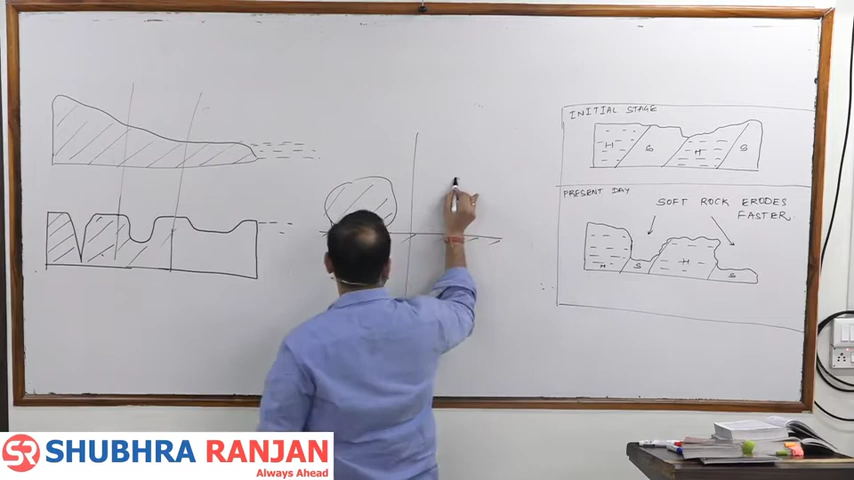 INITIAL STAGE
H
S
H
S
PRESENT DAY
SOFT ROCK ERODES
FASTER.
H
S
H
S
SR SHUBHRA RANJAN
Always Ahead